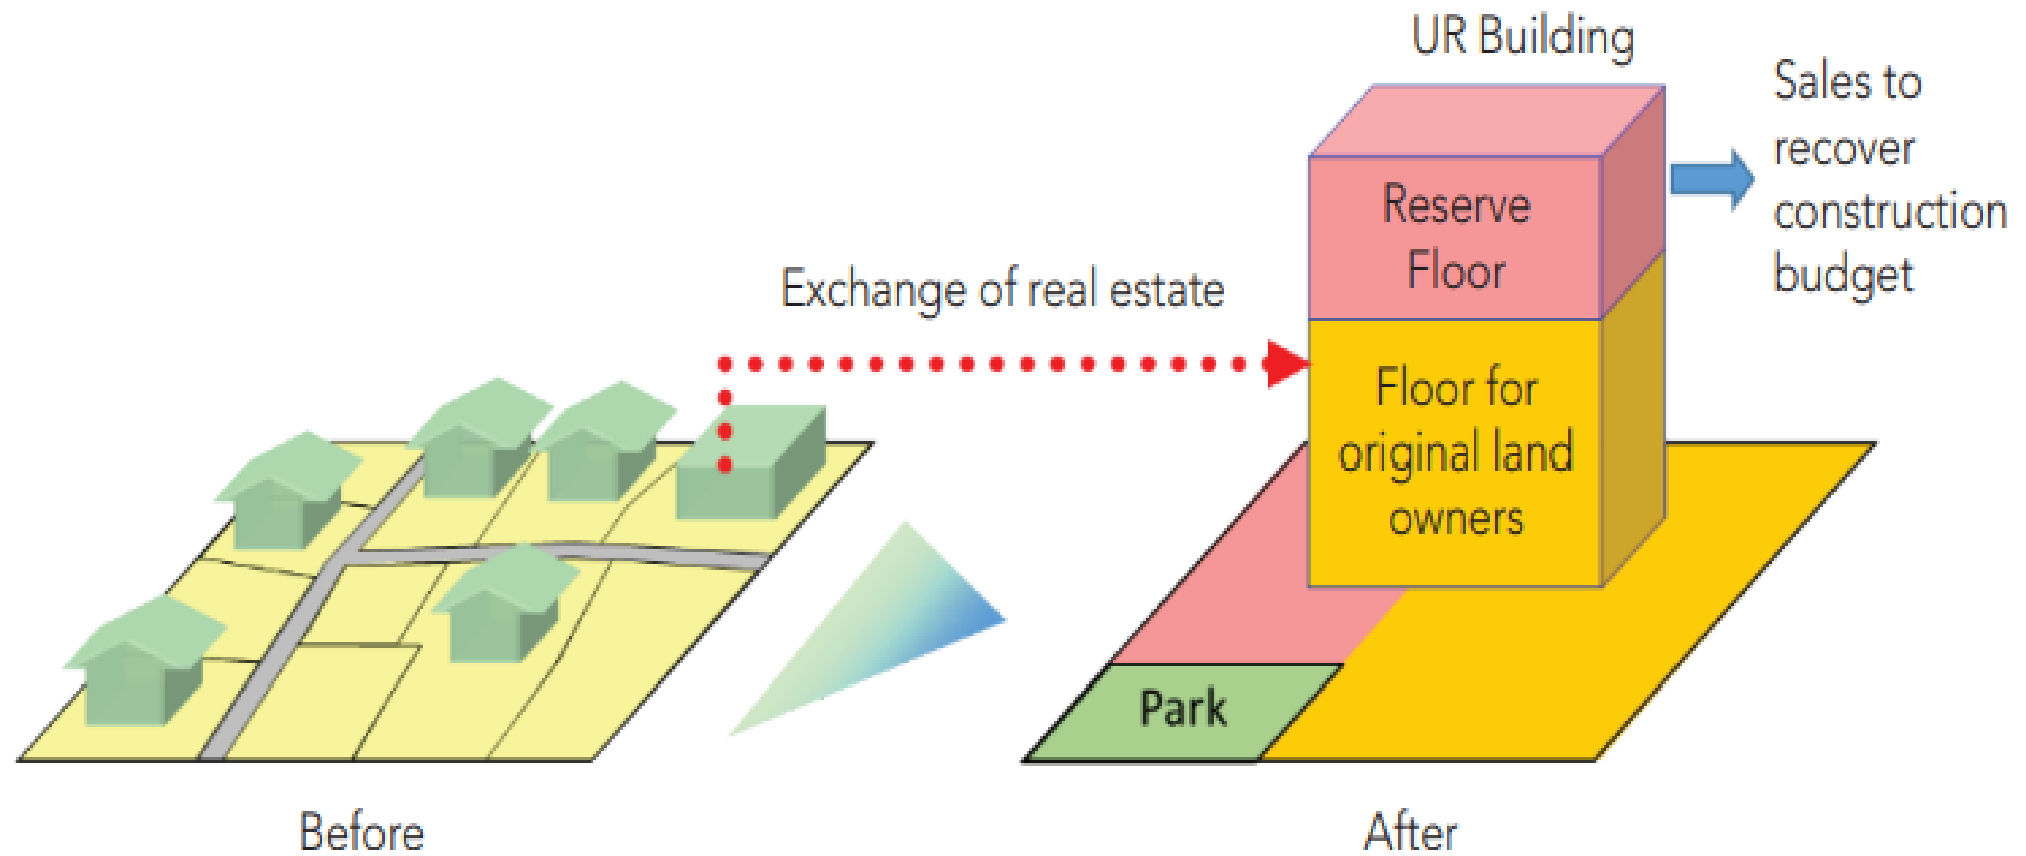 UR Building
Sales to
recover
construction
budget
Reserve
Floor
Exchange of real estate
Floor for
original land
owners
Park
Before
After